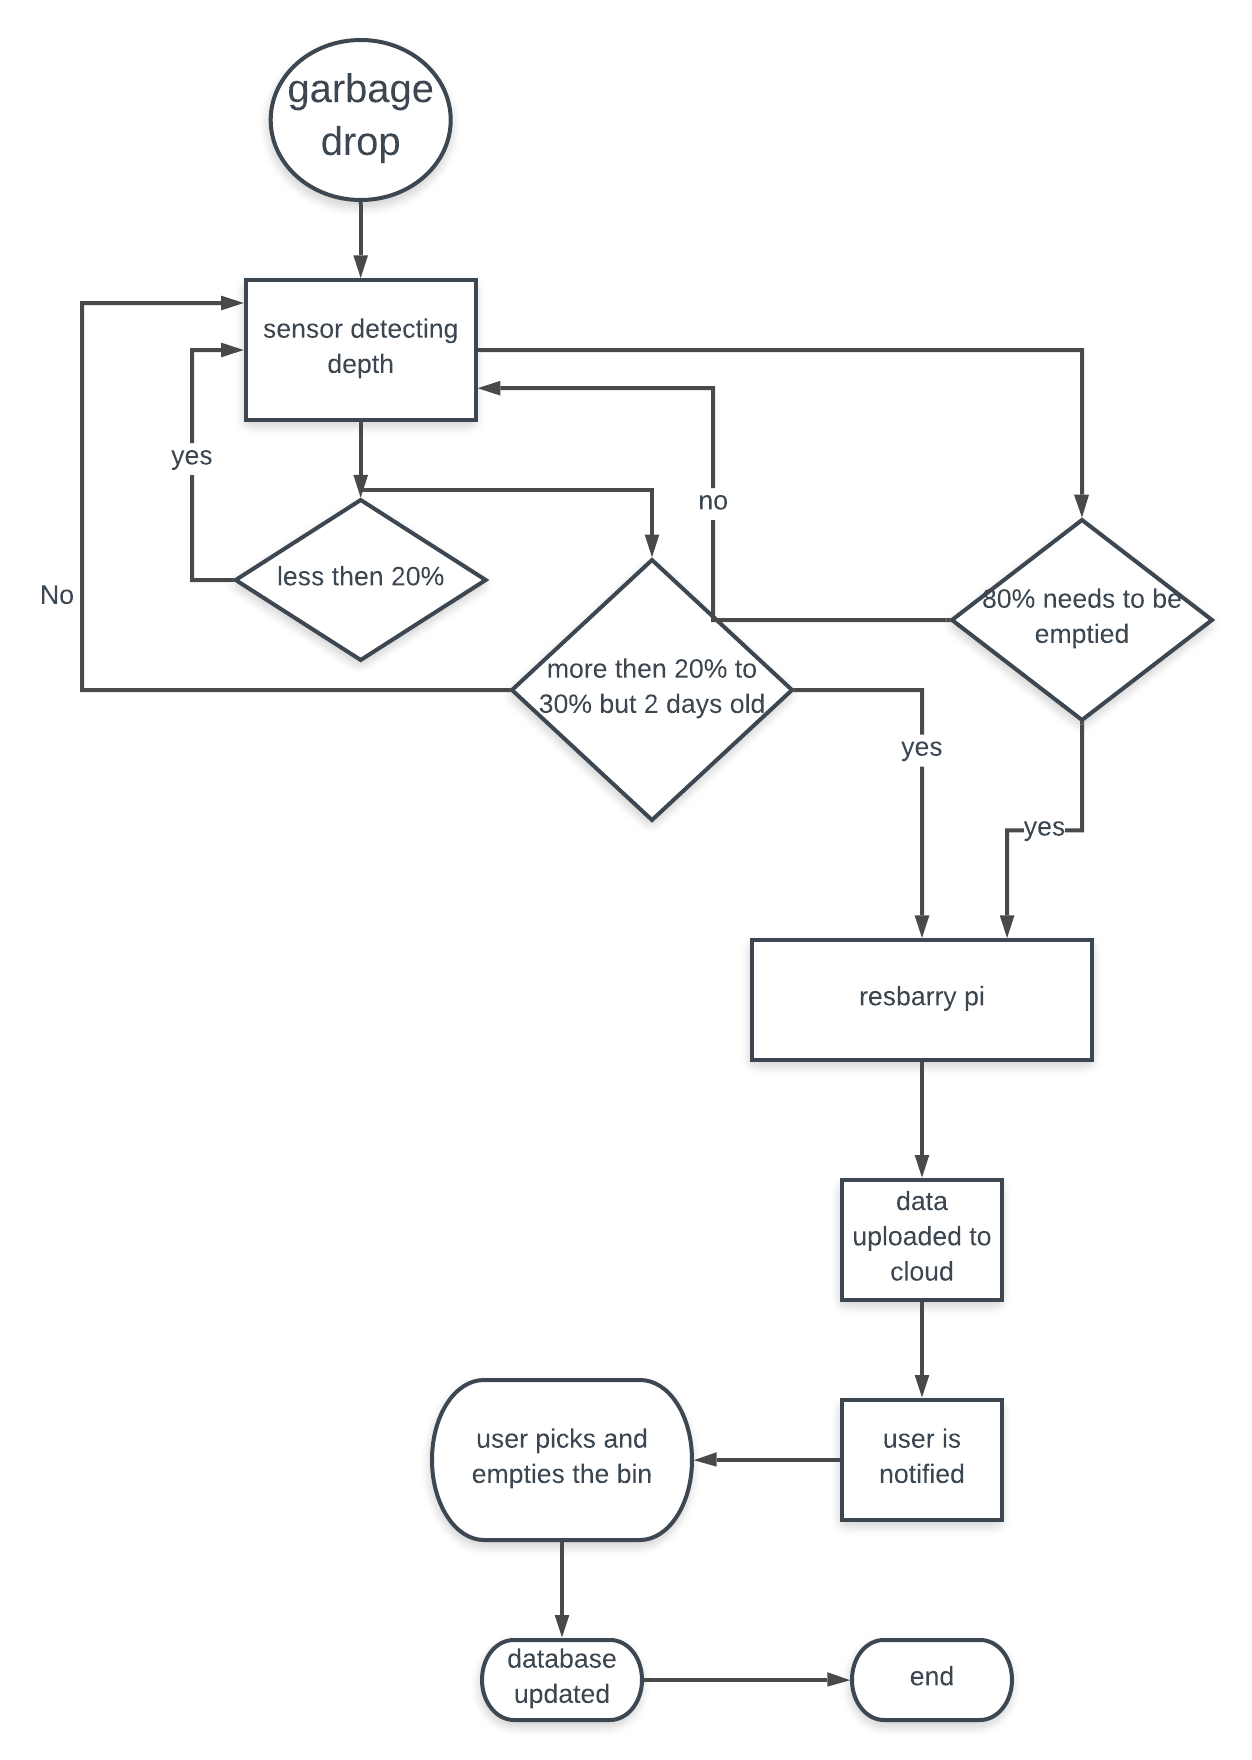 garbage
drop
sensor detecting
depth
yes
no
less then 20%
No
80% needs to be
emptied
more then 20% to
30% but 2 days old
yes
yes
resbarry pi
data
uploaded to
cloud
user picks and
empties the bin
user is
notified
database
updated
end